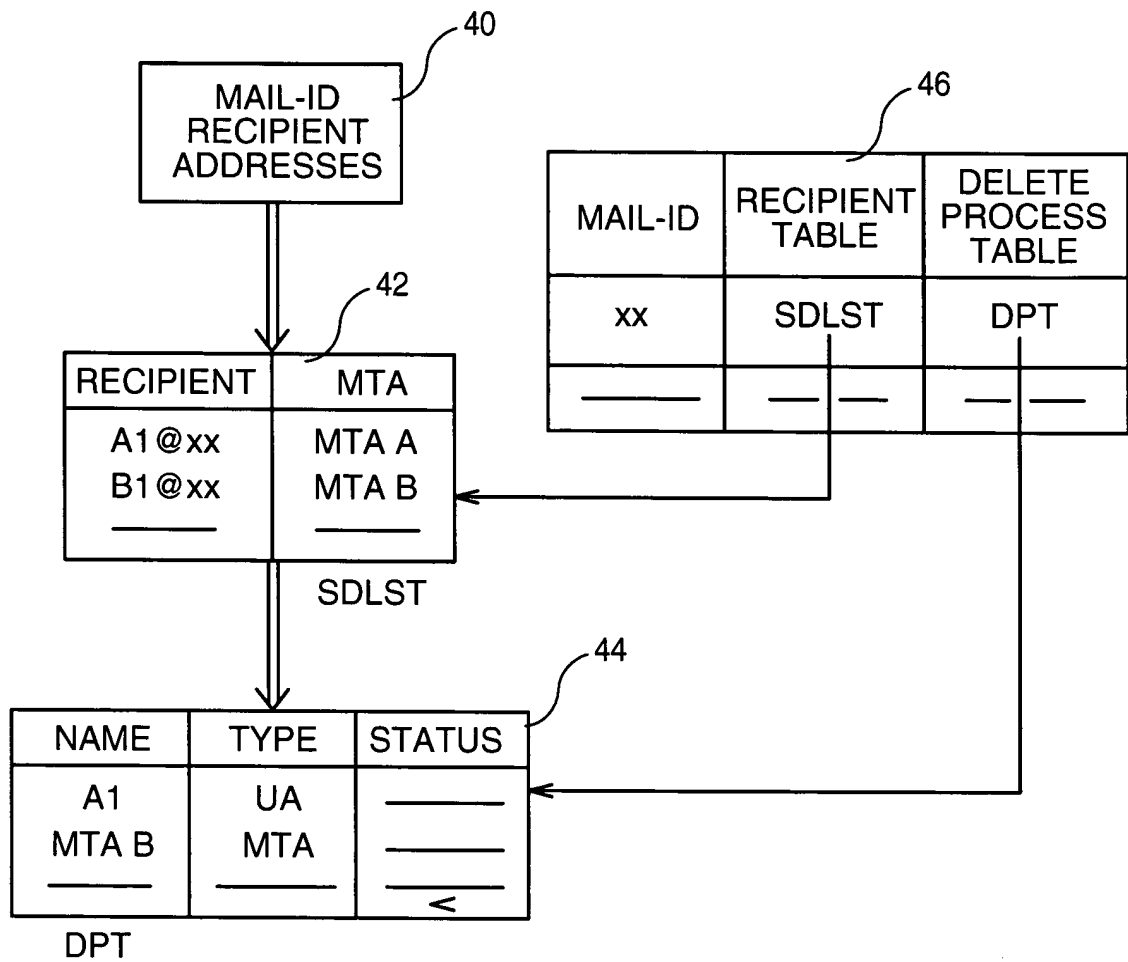 40
MAIL-ID
RECIPIENT
ADDRESSES
46
MAIL-ID
RECIPIENT
TABLE
DELETE
PROCESS
TABLE
xx
SDLST
DPT
42
RECIPIENT
MTA
A1@xx
MTA A
B1@xx
MTA B
SDLST
44
NAME
TYPE
STATUS
A1
UA
MTA B
MTA
<
DPT